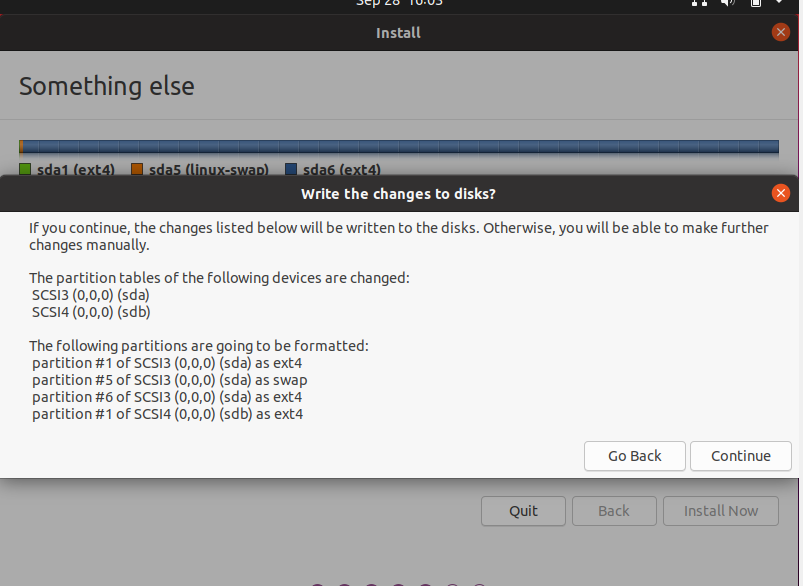 Sep 28 16:03
Install
Something else
sda1 (ext4) sda5 (linux-swap) sda6 (ext4)
Write the changes to disks?
If you continue, the changes listed below will be written to the disks. Otherwise, you will be able to make further
changes manually.
The partition tables of the following devices are changed:
SCSI3 (0,0,0) (sda)
SCSI4 (0,0,0) (sdb)
The following partitions are going to be formatted:
partition #1 of SCSI3 (0,0,0) (sda) as ext4
partition #5 of SCSI3 (0,0,0) (sda) as swap
partition #6 of SCSI3 (0,0,0) (sda) as ext4
partition #1 of SCSI4 (0,0,0) (sdb) as ext4
Go Back Continue
Quit Back Install Now